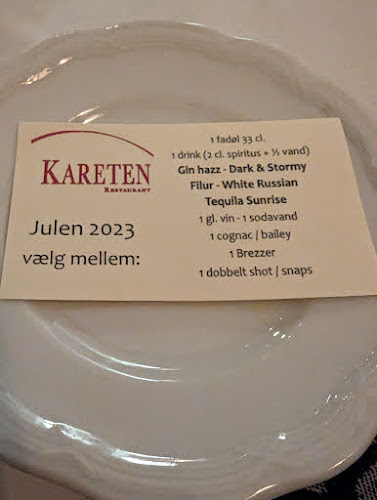 KARETEN
RESTAURANT
Julen 2023
vælg mellem:
1 fadøl 33 cl.
1 drink (2 cl. spiritus + ½ vand)
Gin hazz - Dark & Stormy
Filur - White Russian
Tequila Sunrise
1 gl. vin - 1 sodavand
1 cognac / bailey
1 Brezzer
1 dobbelt shot / snaps